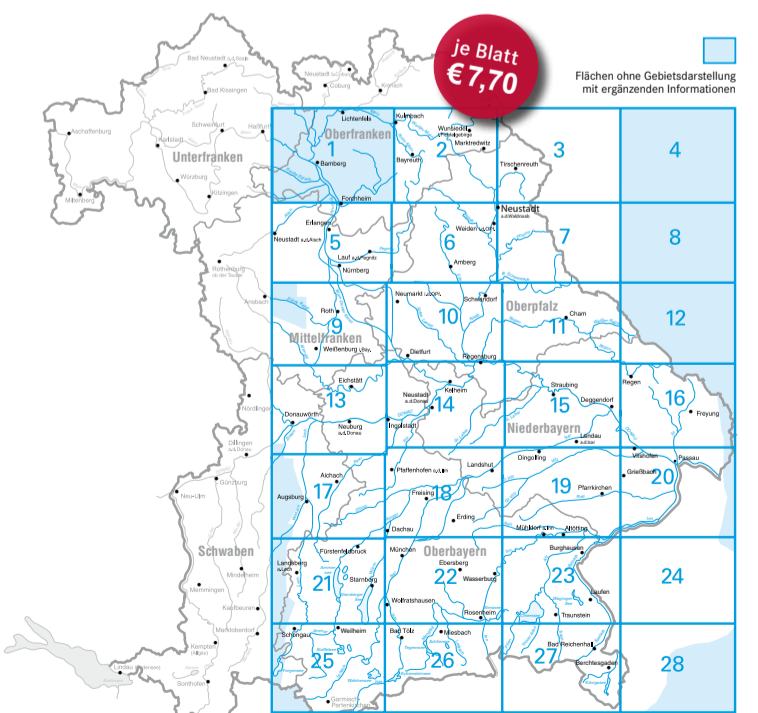 je Blatt
€ 7,70
Flächen ohne Gebietsdarstellung
mit ergänzenden Informationen
Bad Neustadt a.d.Saale
Neustadt b.Coburg
Coburg
Kronach
Bad Kissingen
Lichtenfels
Kulmbach
Schweinfurt
Haßfurt
Aschaffenburg
Karlstadt
Oberfranken
Wunsiedel
i.Fichtelgebirge
Marktredwitz
1
2
3
4
Unterfranken
Bamberg
Bayreuth
Tirschenreuth
Würzburg
Kitzingen
Miltenberg
Forchheim
Neustadt
a.d.Waldnaab
Erlangen
Weiden i.d.OPf.
Neustadt a.d.Aisch
5
6
7
8
Lauf a.d.Pegnitz
Nürnberg
Amberg
Rothenburg
ob der Tauber
Ansbach
Neumarkt i.d.OPf.
Schwandorf
Oberpfalz
Roth
9
10
11
12
Cham
Mittelfranken
Weißenburg i.Bay.
Dietfurt
Regensburg
Eichstätt
Kelheim
Straubing
Regen
13
14
15
16
Neustadt
a.d.Donau
Deggendorf
Freyung
Nördlingen
Donauwörth
Neuburg
a.d.Donau
Ingolstadt
Niederbayern
Landau
a.d.Isar
Dillingen
a.d.Donau
Dingolfing
Vilshofen
Passau
Pfaffenhofen a.d.Ilm
Landshut
Aichach
Günzburg
Neu-Ulm
17
18
19
20
Griesbach
Augsburg
Freising
Pfarrkirchen
Erding
Dachau
Mühldorf a.Inn
Altötting
Schwaben
Fürstenfeldbruck
München
Oberbayern
Burghausen
Landsberg
a.Lech
Ebersberg
Mindelheim
21
22
23
24
Starnberg
Wasserburg
Memmingen
Laufen
Wolfratshausen
Kaufbeuren
Rosenheim
Traunstein
Marktoberdorf
Schongau
Weilheim
Bad Tölz
Miesbach
Bad Reichenhall
Kempten
(Allgäu)
25
26
27
28
Lindau (Bodensee)
Berchtesgaden
Sonthofen
Garmisch-
Partenkirchen